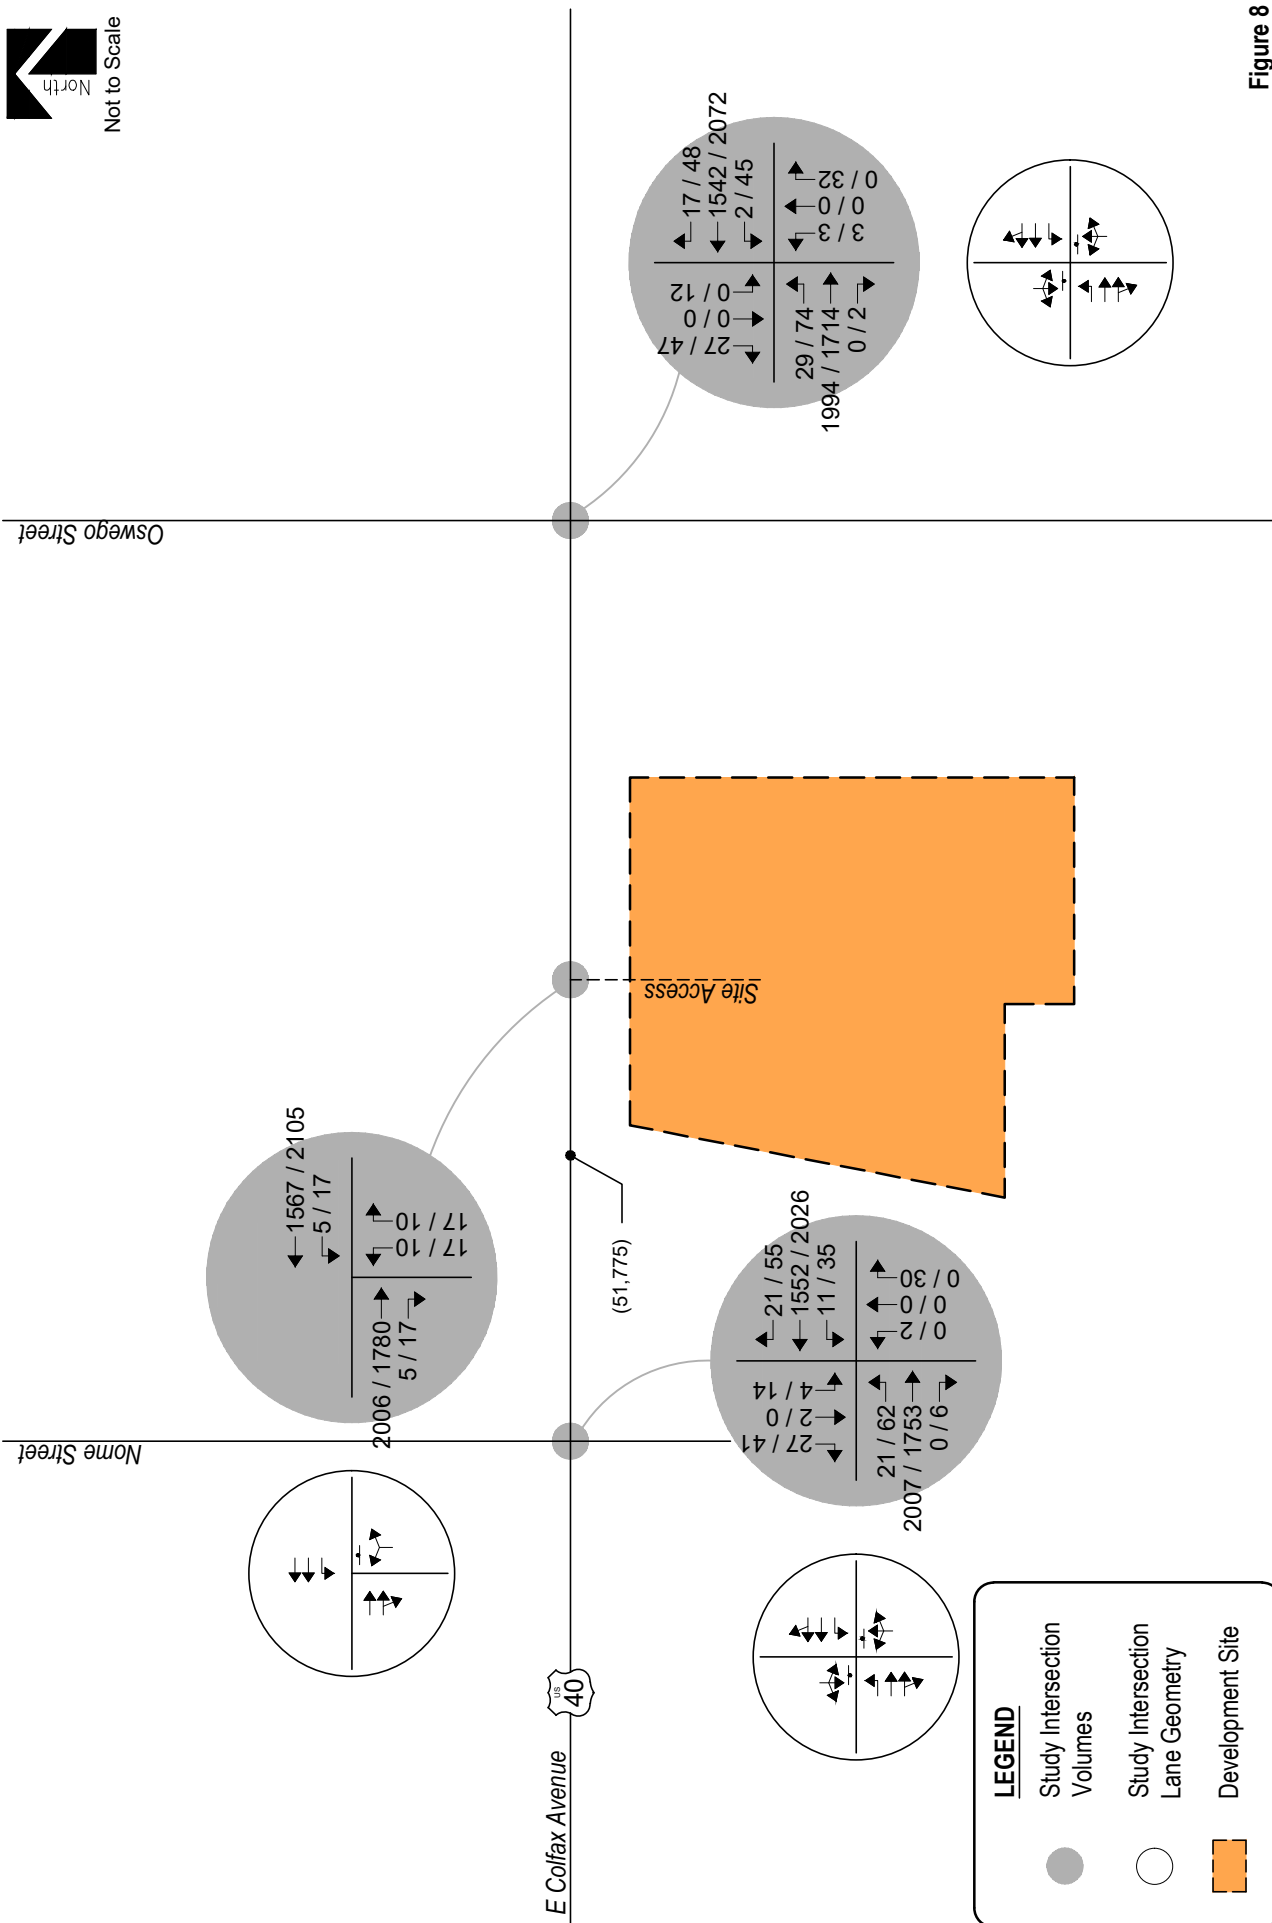 North
Not to Scale
Oswego Street
17 / 48
1542 / 2072
2 / 45
27 / 47
0 / 0
0 / 12
29 / 74
1994 / 1714
0 / 2
3 / 3
0 / 0
0 / 32
Site Access
1567 / 2105
5 / 17
2006 / 1780
5 / 17
17 / 10
17 / 10
(51,775)
Nome Street
21 / 55
1552 / 2026
11 / 35
27 / 41
2 / 0
4 / 14
21 / 62
2007 / 1753
0 / 6
0 / 2
0 / 0
0 / 30
US
40
E Colfax Avenue
LEGEND
Study Intersection
Volumes
Study Intersection
Lane Geometry
Development Site
Figure 8